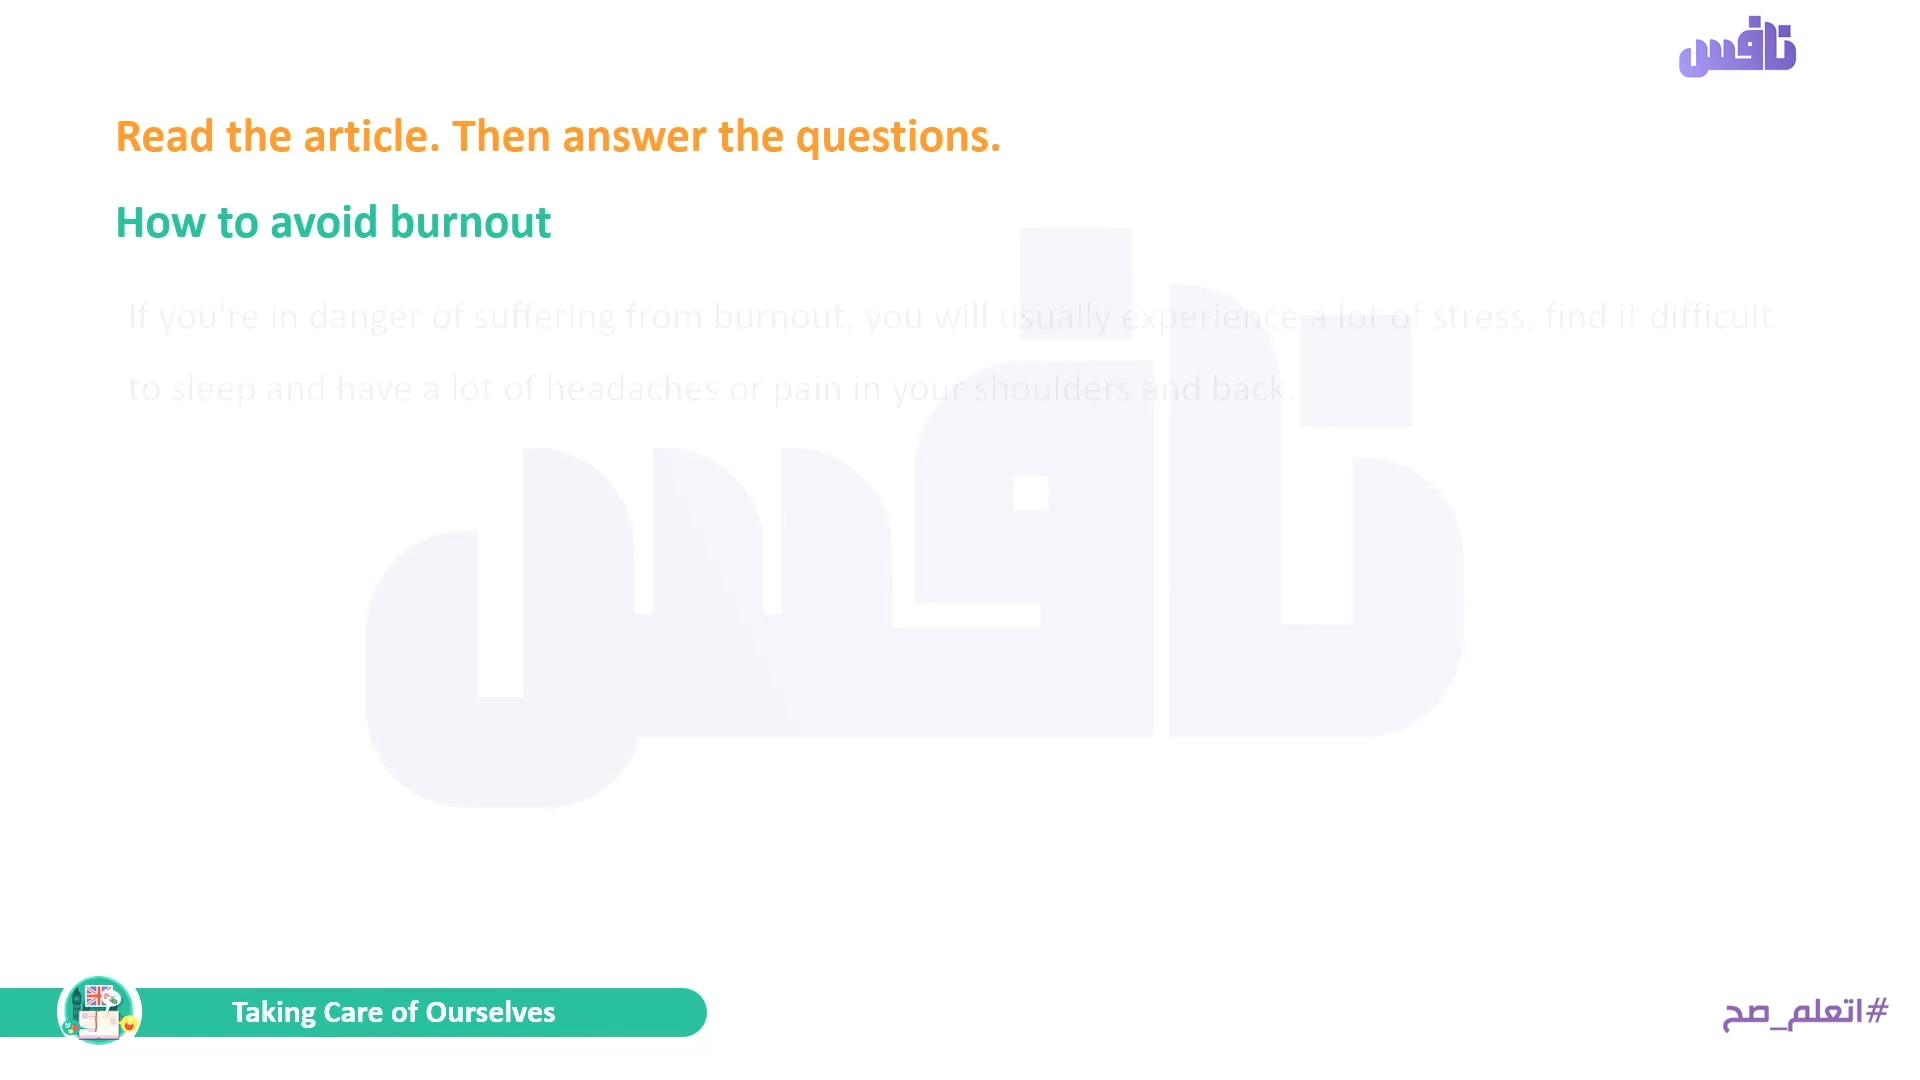 نافس
Read the article. Then answer the questions.
How to avoid burnout
If you're in danger of suffering from burnout, you will usually experience a lot of stress, find it difficult
to sleep and have a lot of headaches or pain in your shoulders and back.
نافس
Taking Care of Ourselves
#اتعلم_صح